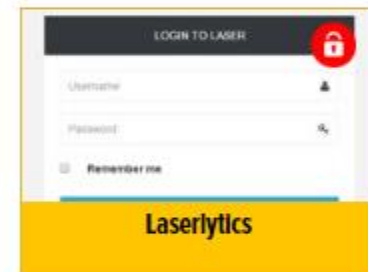 LOGIN TO LASER
Username
Password
Remember me
Laserlytics